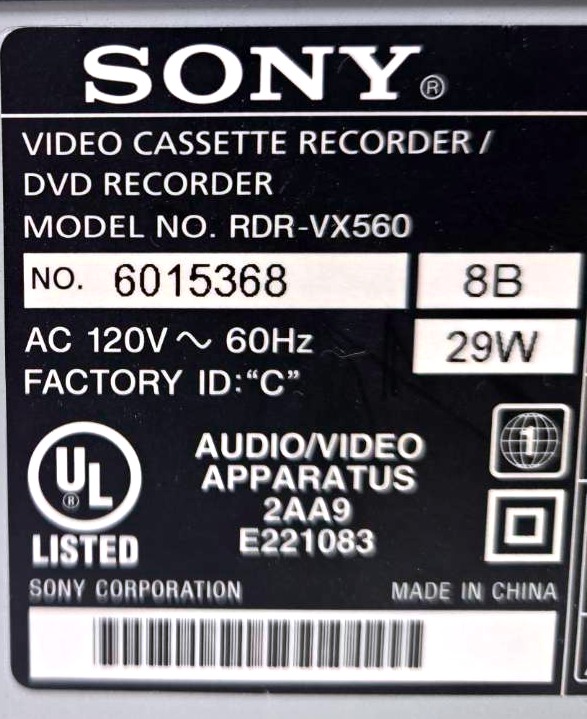 SONY®
VIDEO CASSETTE RECORDER /
DVD RECORDER
MODEL NO. RDR-VX560
NO. 6015368 8B
AC 120V ~ 60Hz 29W
FACTORY ID:“C”
UL ® LISTED
AUDIO/VIDEO
APPARATUS
2AA9
E221083
1
SONY CORPORATION MADE IN CHINA